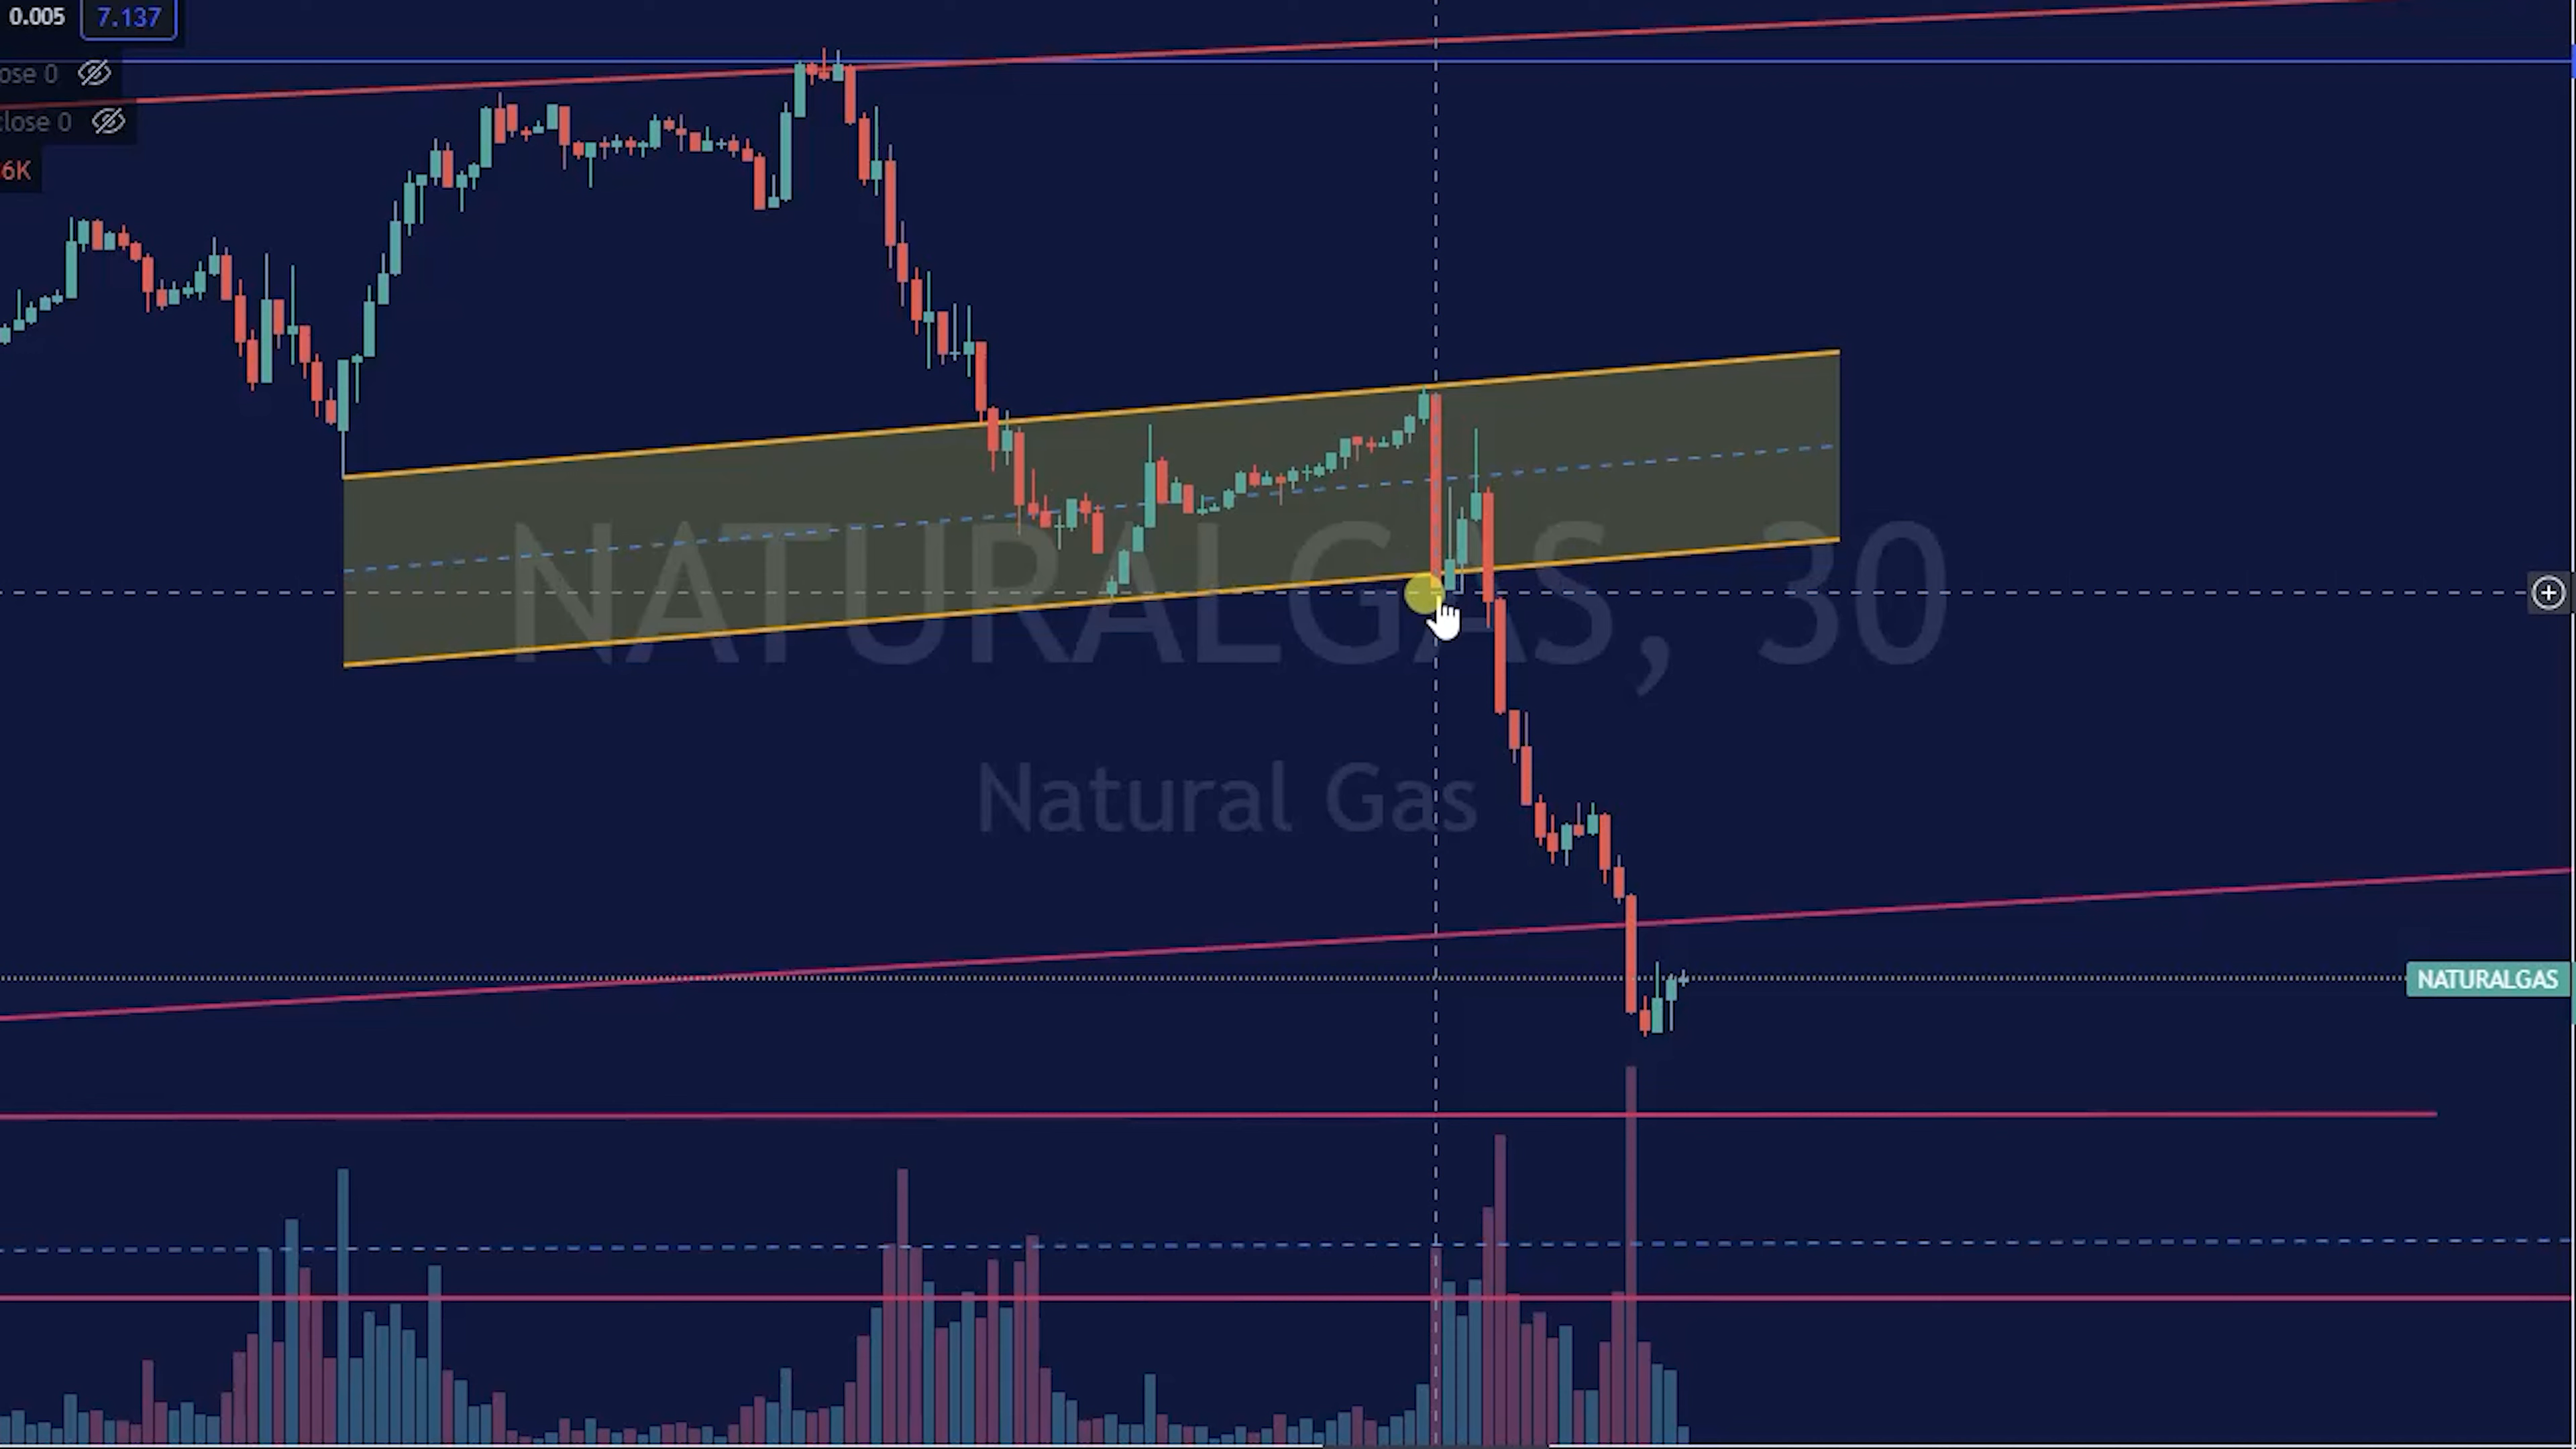 0.005 7.137
ose 0
close 0
6K
NATURALGAS, 30
Natural Gas
NATURALGAS